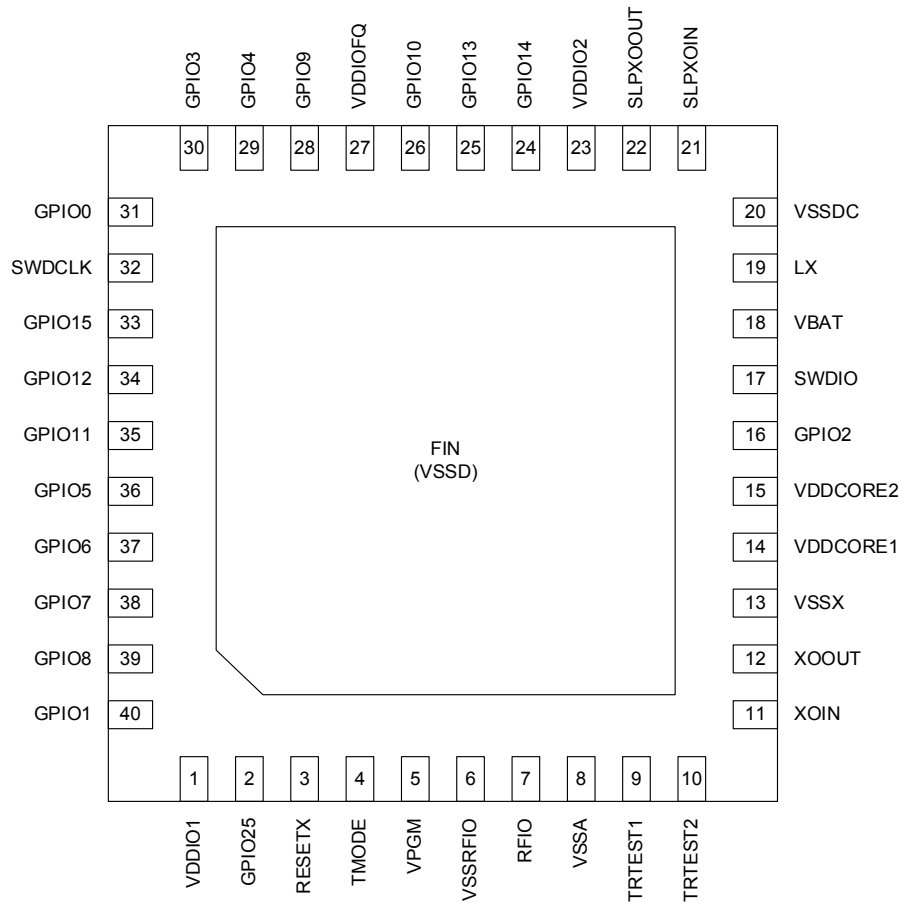 GPIO3 GPIO4 GPIO9 VDDIOFQ GPIO10 GPIO13 GPIO14 VDDIO2 SLPXOOUT SLPXOIN
30 29 28 27 26 25 24 23 22 21
GPIO0 31 20 VSSDC
SWDCLK 32 19 LX
GPIO15 33 18 VBAT
GPIO12 34 17 SWDIO
GPIO11 35 16 GPIO2
FIN
(VSSD)
GPIO5 36 15 VDDCORE2
GPIO6 37 14 VDDCORE1
GPIO7 38 13 VSSX
GPIO8 39 12 XOOUT
GPIO1 40 11 XOIN
1 2 3 4 5 6 7 8 9 10
VDDIO1 GPIO25 RESETX TMODE VPGM VSSRFIO RFIO VSSA TRTEST1 TRTEST2